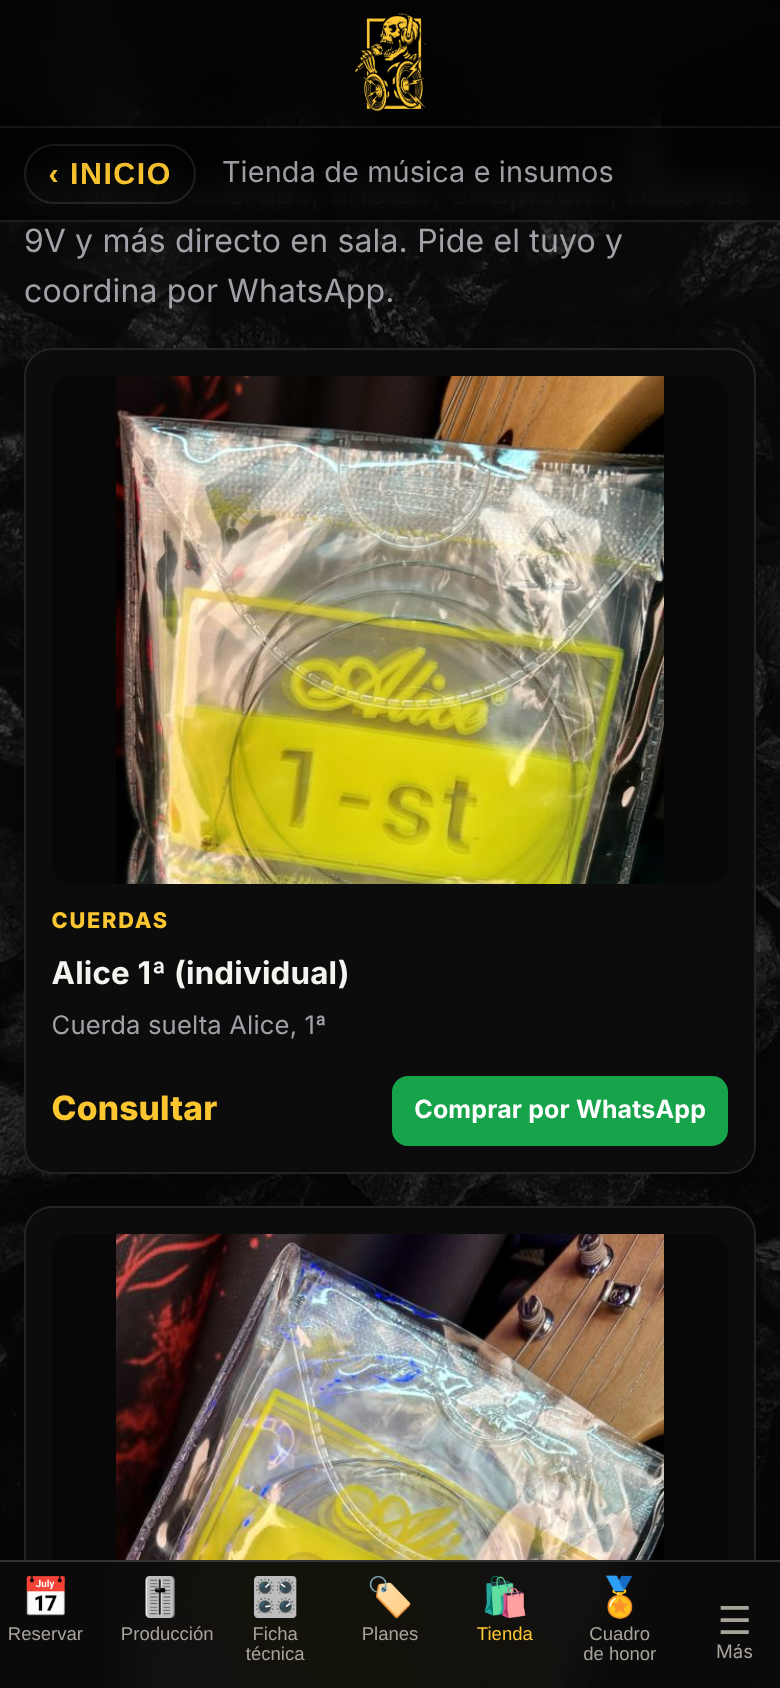 ‹ INICIO
Tienda de música e insumos
9V y más directo en sala. Pide el tuyo y
coordina por WhatsApp.
Alice®
1-st
CUERDAS
Alice 1ª (individual)
Cuerda suelta Alice, 1ª
Consultar
Comprar por WhatsApp
Alice
July
17
Reservar
Producción
Ficha
técnica
Planes
Tienda
Cuadro
de honor
Más